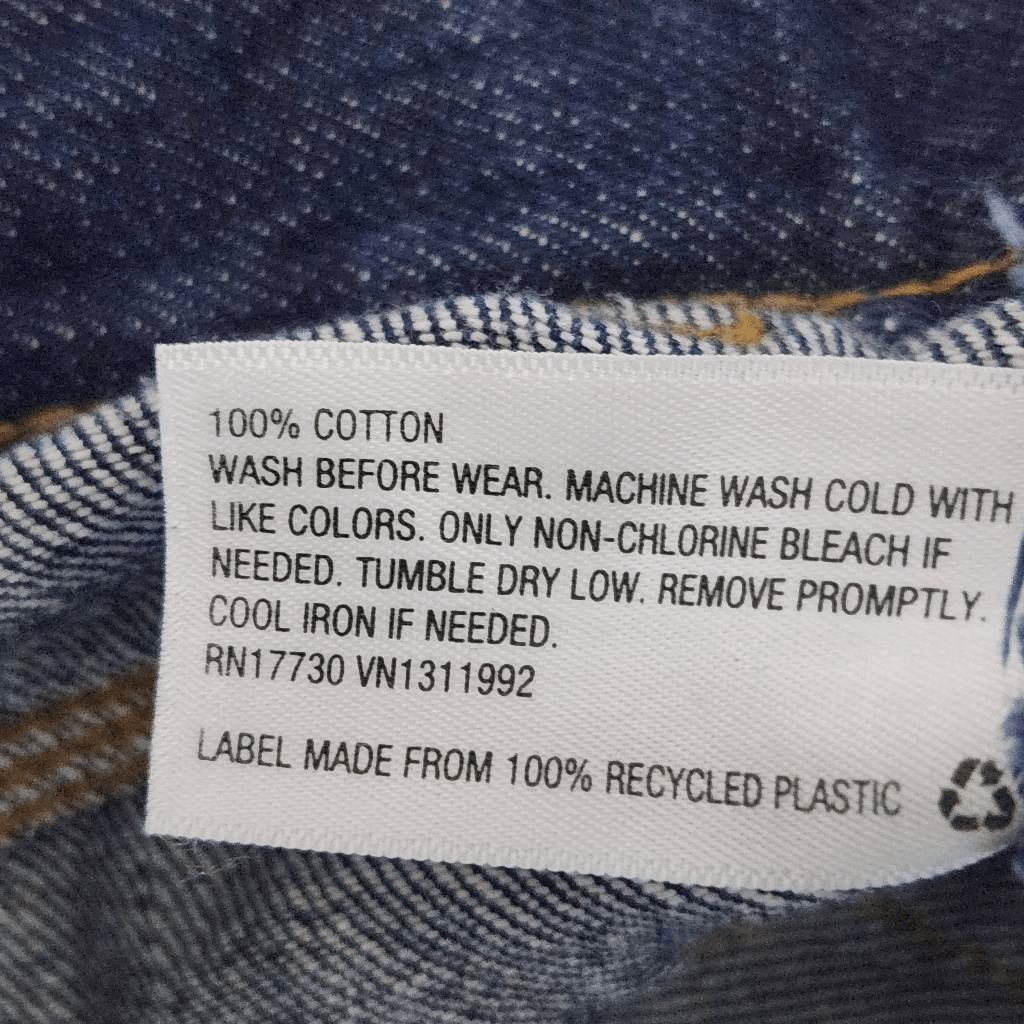 100% COTTON
WASH BEFORE WEAR. MACHINE WASH COLD WITH
LIKE COLORS. ONLY NON-CHLORINE BLEACH IF
NEEDED. TUMBLE DRY LOW. REMOVE PROMPTLY.
COOL IRON IF NEEDED.
RN17730 VN1311992
LABEL MADE FROM 100% RECYCLED PLASTIC